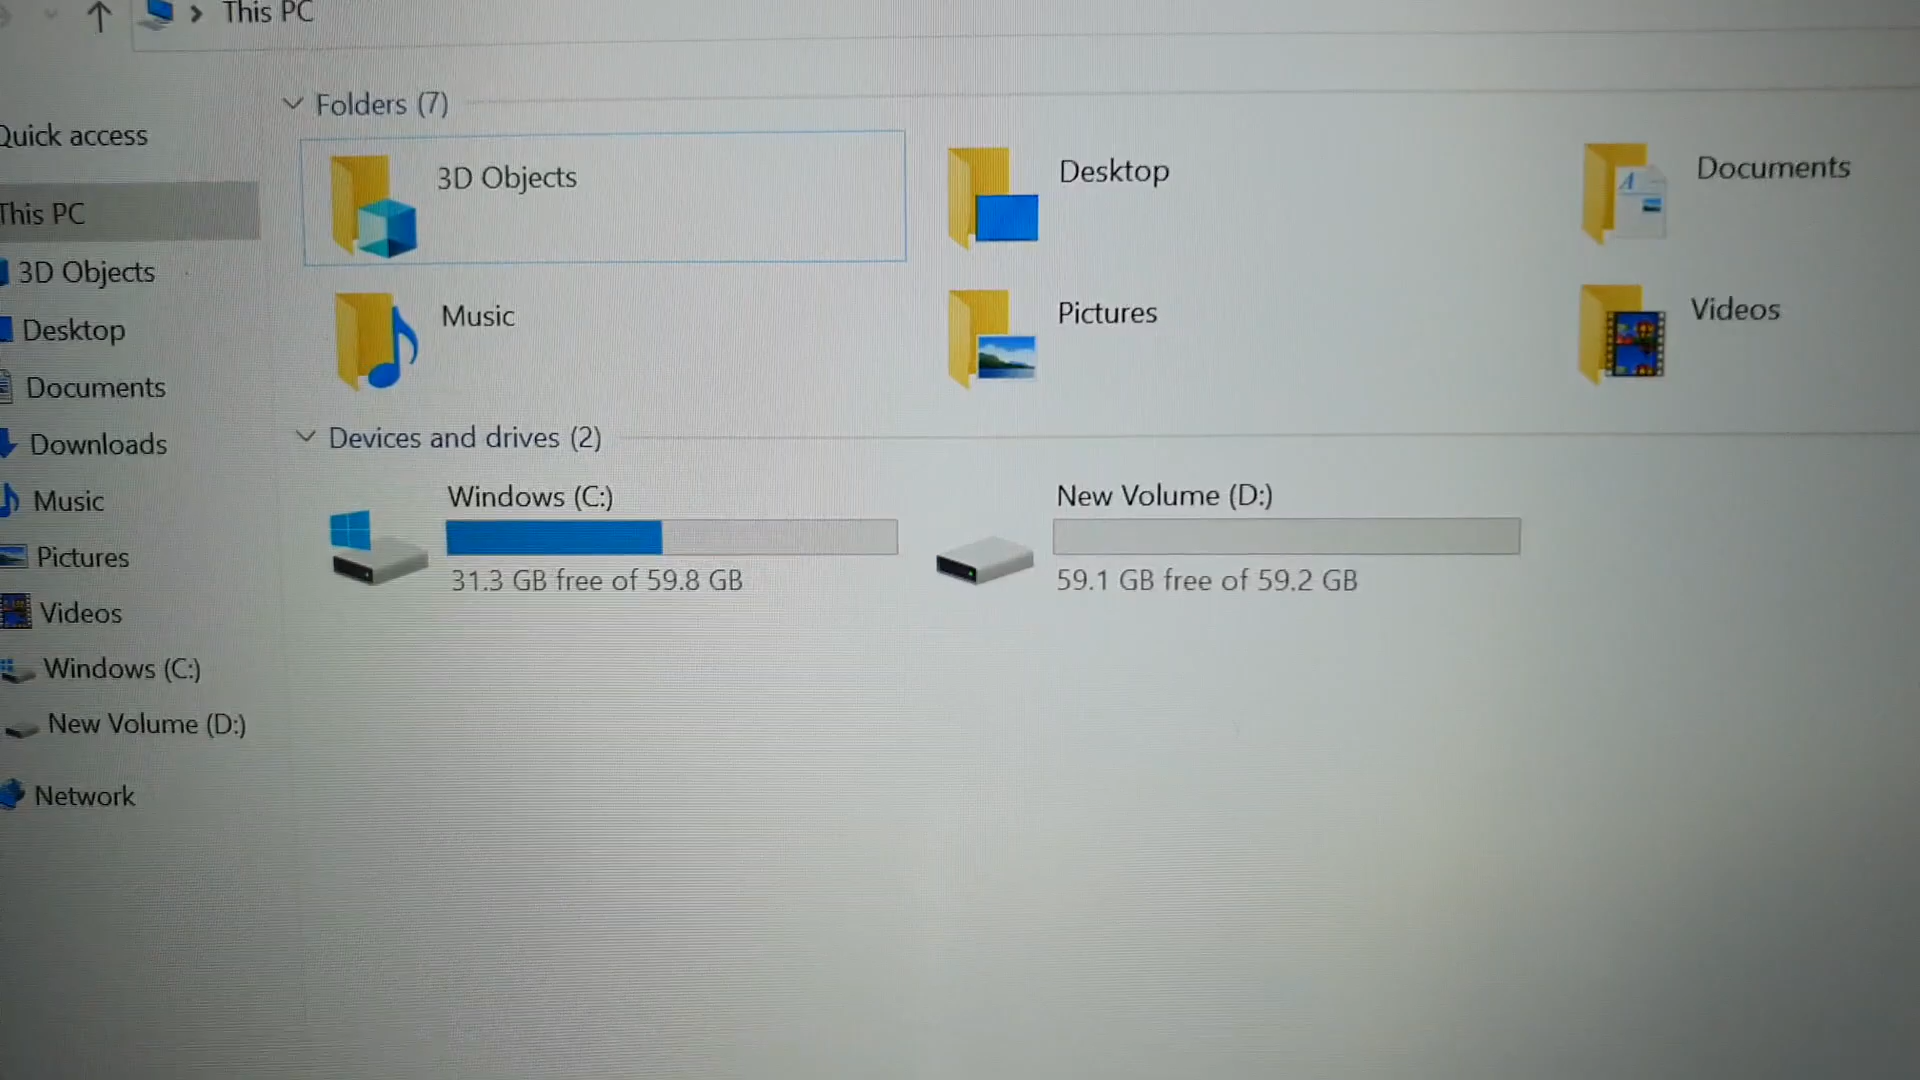 This PC
Folders (7)
Quick access
This PC
3D Objects
Desktop
Documents
Downloads
Music
Pictures
Videos
Windows (C:)
New Volume (D:)
Network
3D Objects
Desktop
Documents
Music
Pictures
Videos
Devices and drives (2)
Windows (C:)
31.3 GB free of 59.8 GB
New Volume (D:)
59.1 GB free of 59.2 GB